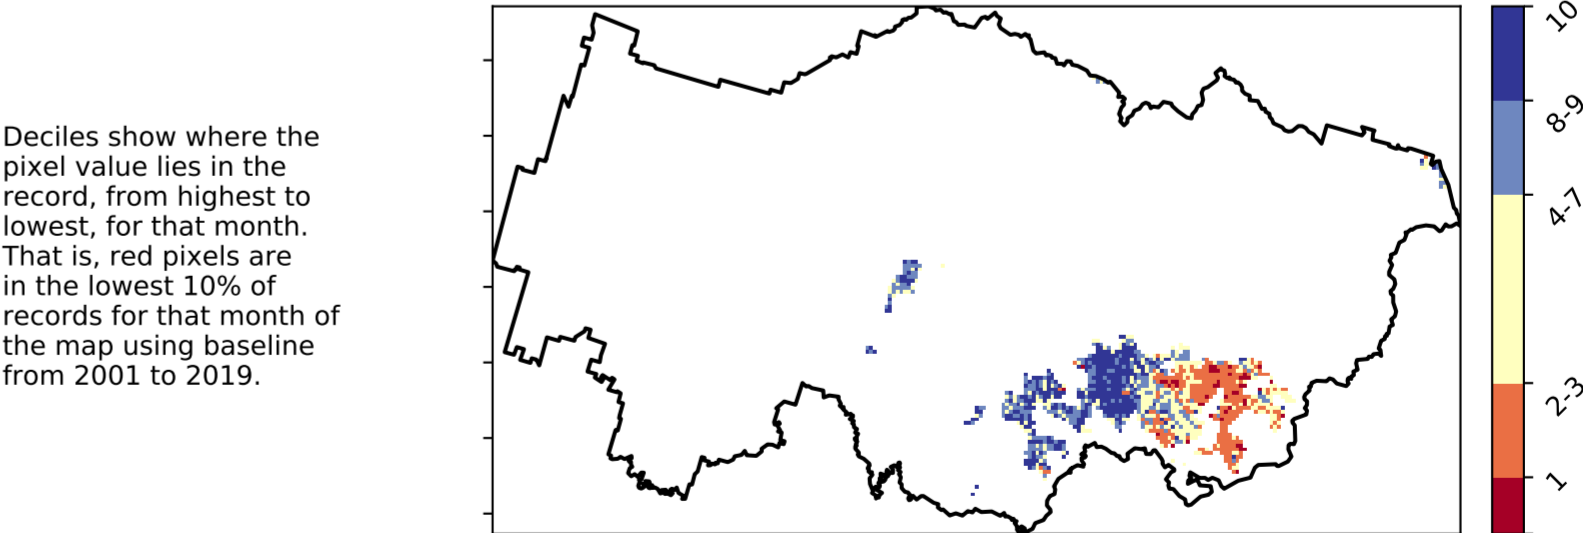 Deciles show where the
pixel value lies in the
record, from highest to
lowest, for that month.
That is, red pixels are
in the lowest 10% of
records for that month of
the map using baseline
from 2001 to 2019.
10
8-9
4-7
2-3
1